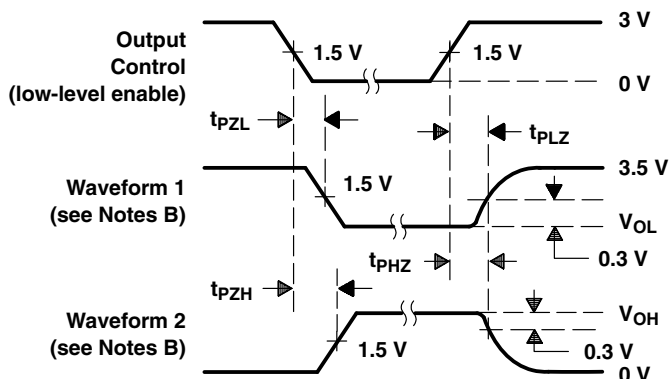 Output
Control
(low-level enable)
1.5 V
1.5 V
3 V
0 V
tPZL
tPLZ
Waveform 1
(see Notes B)
1.5 V
3.5 V
VOL
0.3 V
tPHZ
tPZH
Waveform 2
(see Notes B)
1.5 V
VOH
0.3 V
0 V